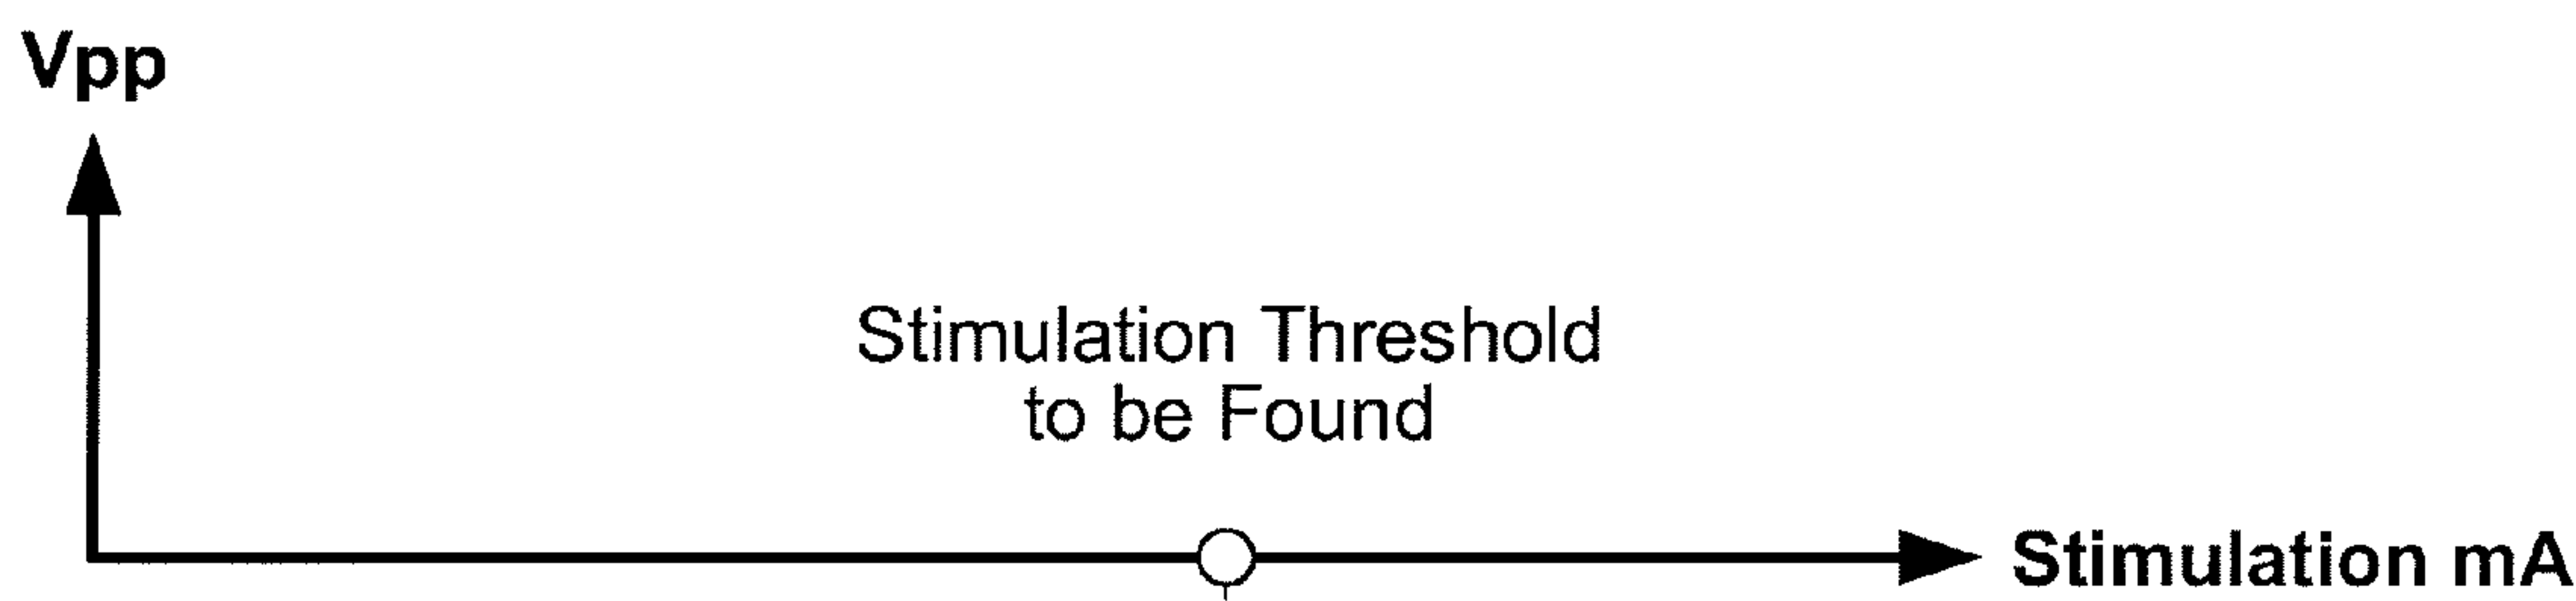 Vpp
Stimulation Threshold
to be Found
Stimulation mA